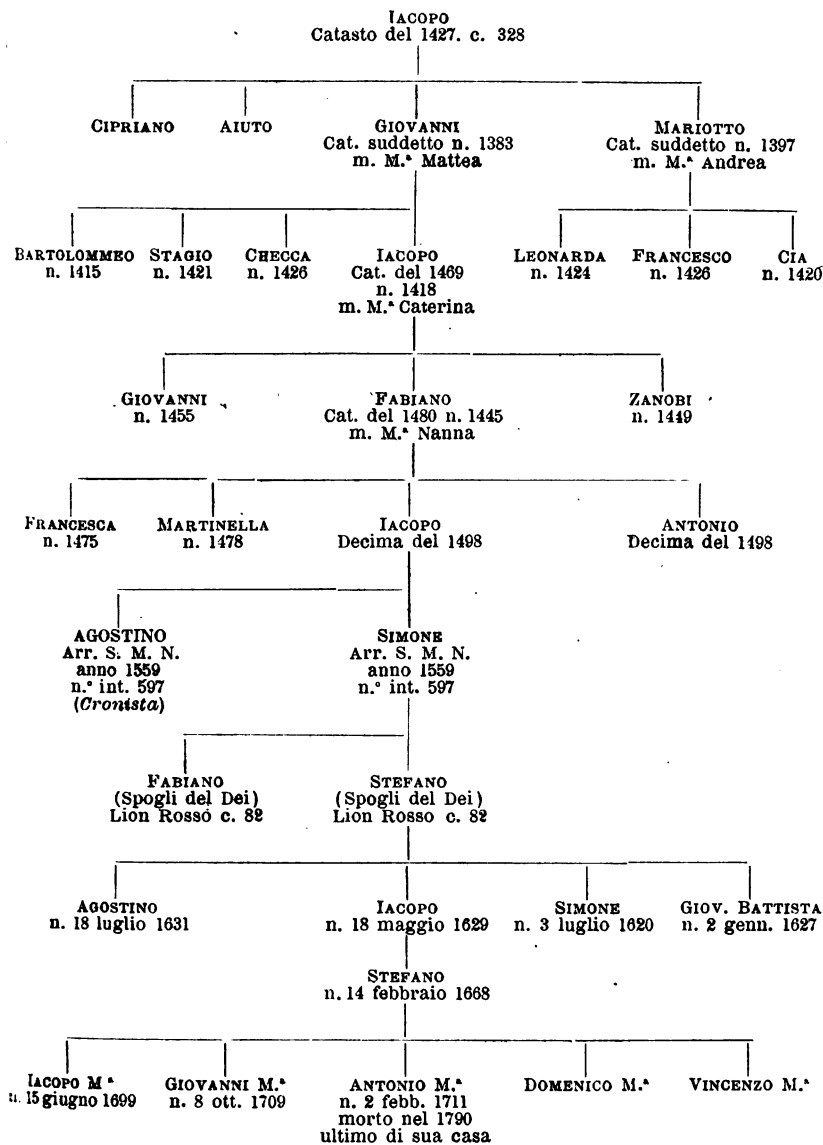 IACOPO
Catasto del 1427. c. 328
CIPRIANO
AIUTO
GIOVANNI
Cat. suddetto n. 1383
m. M.ª Mattea
MARIOTTO
Cat. suddetto n. 1397
m. M.ª Andrea
BARTOLOMMEO
n. 1415
STAGIO
n. 1421
CHECCA
n. 1426
IACOPO
Cat. del 1469
n. 1418
m. M.ª Caterina
LEONARDA
n. 1424
FRANCESCO
n. 1426
CIA
n. 1420
GIOVANNI
n. 1455
FABIANO
Cat. del 1480 n. 1445
m. M.ª Nanna
ZANOBI
n. 1449
FRANCESCA
n. 1475
MARTINELLA
n. 1478
IACOPO
Decima del 1498
ANTONIO
Decima del 1498
AGOSTINO
Arr. S. M. N.
anno 1559
n.º int. 597
(Cronista)
SIMONE
Arr. S. M. N.
anno 1559
n.º int. 597
FABIANO
(Spogli del Dei)
Lion Rosso c. 82
STEFANO
(Spogli del Dei)
Lion Rosso c. 82
AGOSTINO
n. 18 luglio 1631
IACOPO
n. 18 maggio 1629
SIMONE
n. 3 luglio 1620
GIOV. BATTISTA
n. 2 genn. 1627
STEFANO
n. 14 febbraio 1668
IACOPO Mª
n. 15 giugno 1699
GIOVANNI M.ª
n. 8 ott. 1709
ANTONIO M.ª
n. 2 febb. 1711
morto nel 1790
ultimo di sua casa
DOMENICO M.ª
VINCENZO M.ª